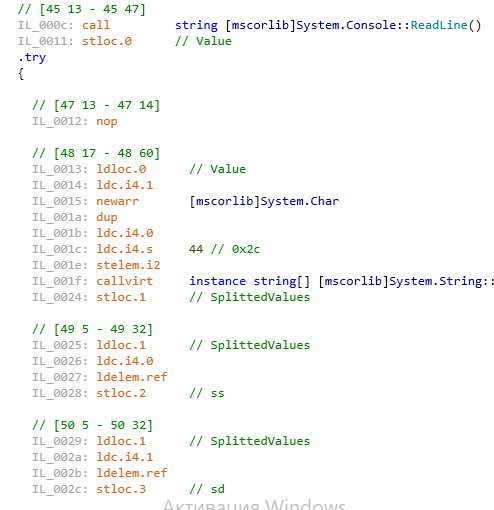 // [45 13 - 45 47]
IL_000c: call         string [mscorlib]System.Console::ReadLine()
IL_0011: stloc.0      // Value
.try
{
  // [47 13 - 47 14]
  IL_0012: nop
  // [48 17 - 48 60]
  IL_0013: ldloc.0      // Value
  IL_0014: ldc.i4.1
  IL_0015: newarr       [mscorlib]System.Char
  IL_001a: dup
  IL_001b: ldc.i4.0
  IL_001c: ldc.i4.s     44 // 0x2c
  IL_001e: stelem.i2
  IL_001f: callvirt     instance string[] [mscorlib]System.String::
  IL_0024: stloc.1      // SplittedValues
  // [49 5 - 49 32]
  IL_0025: ldloc.1      // SplittedValues
  IL_0026: ldc.i4.0
  IL_0027: ldelem.ref
  IL_0028: stloc.2      // ss
  // [50 5 - 50 32]
  IL_0029: ldloc.1      // SplittedValues
  IL_002a: ldc.i4.1
  IL_002b: ldelem.ref
  IL_002c: stloc.3      // sd
Активация Windows